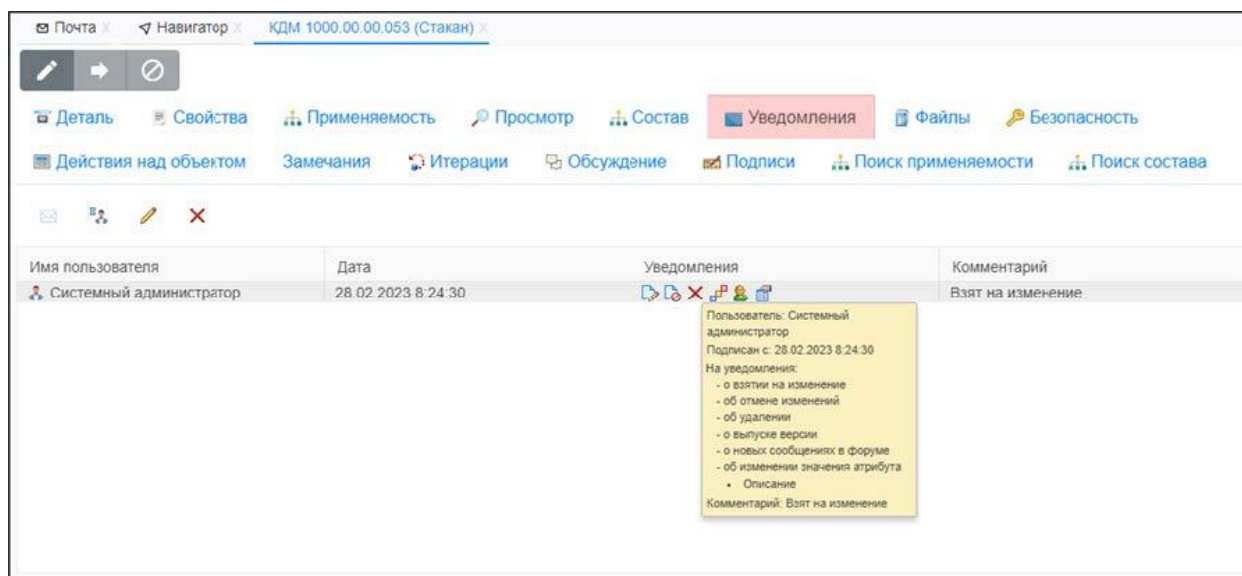 Почта Навигатор КДМ 1000.00.00.053 (Стакан)
Деталь Свойства Применяемость Просмотр Состав Уведомления Файлы Безопасность
Действия над объектом Замечания Итерации Обсуждение Подписи Поиск применяемости Поиск состава
Имя пользователя Дата Уведомления Комментарий
Системный администратор 28.02.2023 8:24:30 Взят на изменение
Пользователь: Системный
администратор
Подписан с: 28.02.2023 8:24:30
На уведомления:
- о взятии на изменение
- об отмене изменений
- об удалении
- о выпуске версии
- о новых сообщениях в форуме
- об изменении значения атрибута
• Описание
Комментарий: Взят на изменение